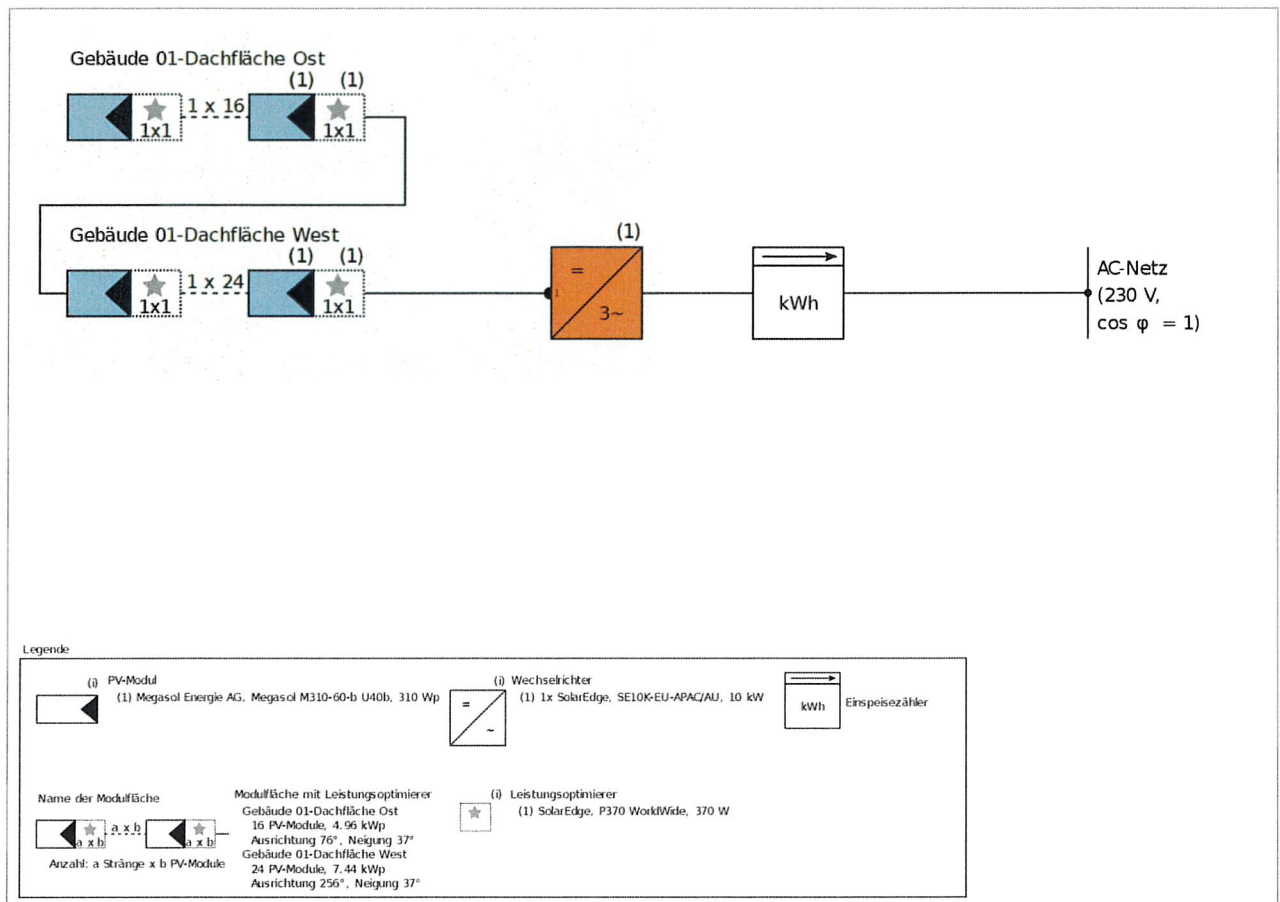 Gebäude 01-Dachfläche Ost
(1) (1)
1 x 16
1x1 1x1
Gebäude 01-Dachfläche West
(1) (1)
1 x 24
1x1 1x1
(1)
=
1
3~
kWh
AC-Netz
(230 V,
cos φ = 1)
Legende
(i) PV-Modul
(1) Megasol Energie AG, Megasol M310-60-b U40b, 310 Wp
(i) Wechselrichter
(1) 1x SolarEdge, SE10K-EU-APAC/AU, 10 kW
=
~
kWh
Einspeisezähler
Name der Modulfläche
a x b
a x b a x b
Anzahl: a Stränge x b PV-Module
Modulfläche mit Leistungsoptimierer
Gebäude 01-Dachfläche Ost
16 PV-Module, 4.96 kWp
Ausrichtung 76°, Neigung 37°
Gebäude 01-Dachfläche West
24 PV-Module, 7.44 kWp
Ausrichtung 256°, Neigung 37°
(i) Leistungsoptimierer
(1) SolarEdge, P370 WorldWide, 370 W